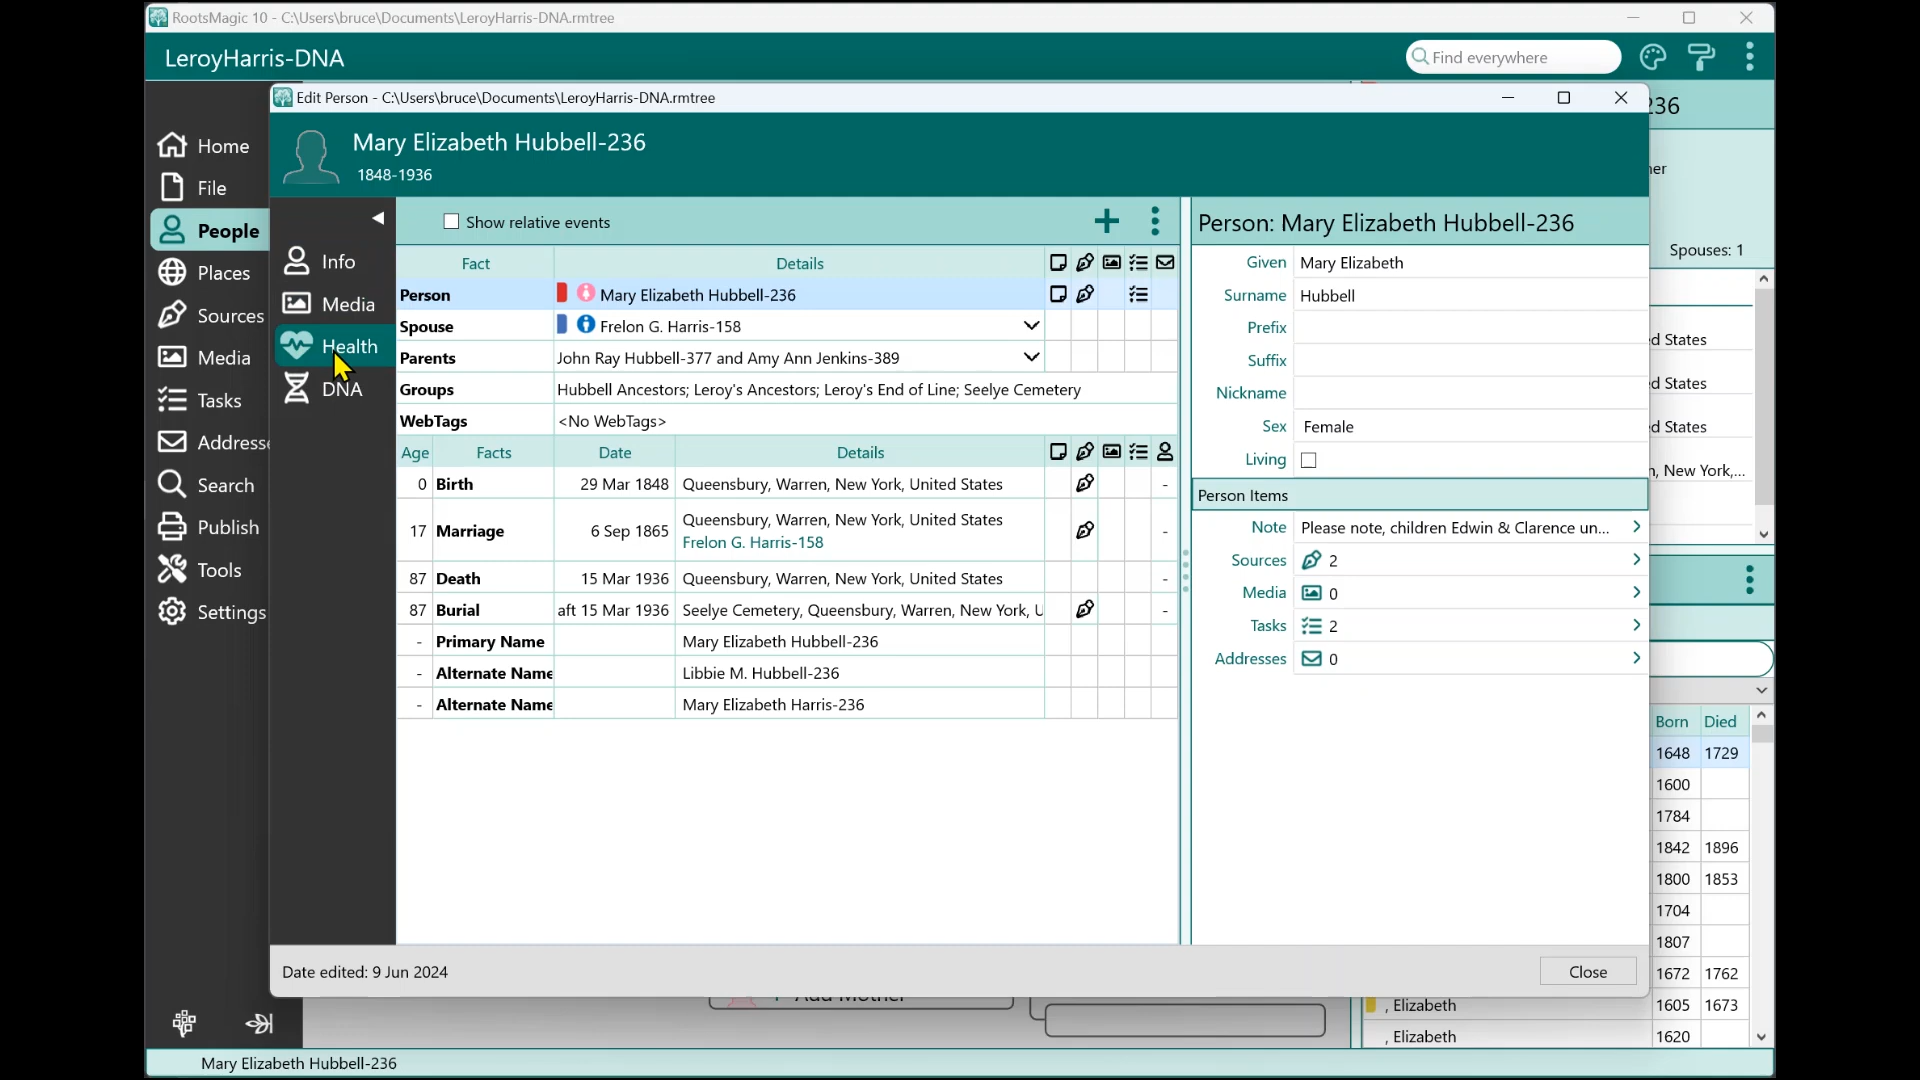 RootsMagic 10 - C:\Users\bruce\Documents\LeroyHarris-DNA.rmtree
LeroyHarris-DNA
Find everywhere
Edit Person - C:\Users\bruce\Documents\LeroyHarris-DNA.rmtree
Mary Elizabeth Hubbell-236
1848-1936
Home
File
People
Places
Sources
Media
Tasks
Addresse
Search
Publish
Tools
Settings
Info
Media
Health
DNA
Show relative events
Fact Details
Person Mary Elizabeth Hubbell-236
Spouse Frelon G. Harris-158
Parents John Ray Hubbell-377 and Amy Ann Jenkins-389
Groups Hubbell Ancestors; Leroy's Ancestors; Leroy's End of Line; Seelye Cemetery
WebTags <No WebTags>
Age Facts Date Details
0 Birth 29 Mar 1848 Queensbury, Warren, New York, United States -
17 Marriage 6 Sep 1865 Queensbury, Warren, New York, United States -
Frelon G. Harris-158
87 Death 15 Mar 1936 Queensbury, Warren, New York, United States -
87 Burial aft 15 Mar 1936 Seelye Cemetery, Queensbury, Warren, New York, U -
- Primary Name Mary Elizabeth Hubbell-236
- Alternate Name Libbie M. Hubbell-236
- Alternate Name Mary Elizabeth Harris-236
Person: Mary Elizabeth Hubbell-236
Given Mary Elizabeth
Surname Hubbell
Prefix
Suffix
Nickname
Sex Female
Living
Person Items
Note Please note, children Edwin & Clarence un...
Sources 2
Media 0
Tasks 2
Addresses 0
Date edited: 9 Jun 2024
Close
236
er
Spouses: 1
d States
d States
d States
n, New York,...
Born Died
1648 1729
1600
1784
1842 1896
1800 1853
1704
1807
1672 1762
, Elizabeth 1605 1673
, Elizabeth 1620
Mary Elizabeth Hubbell-236